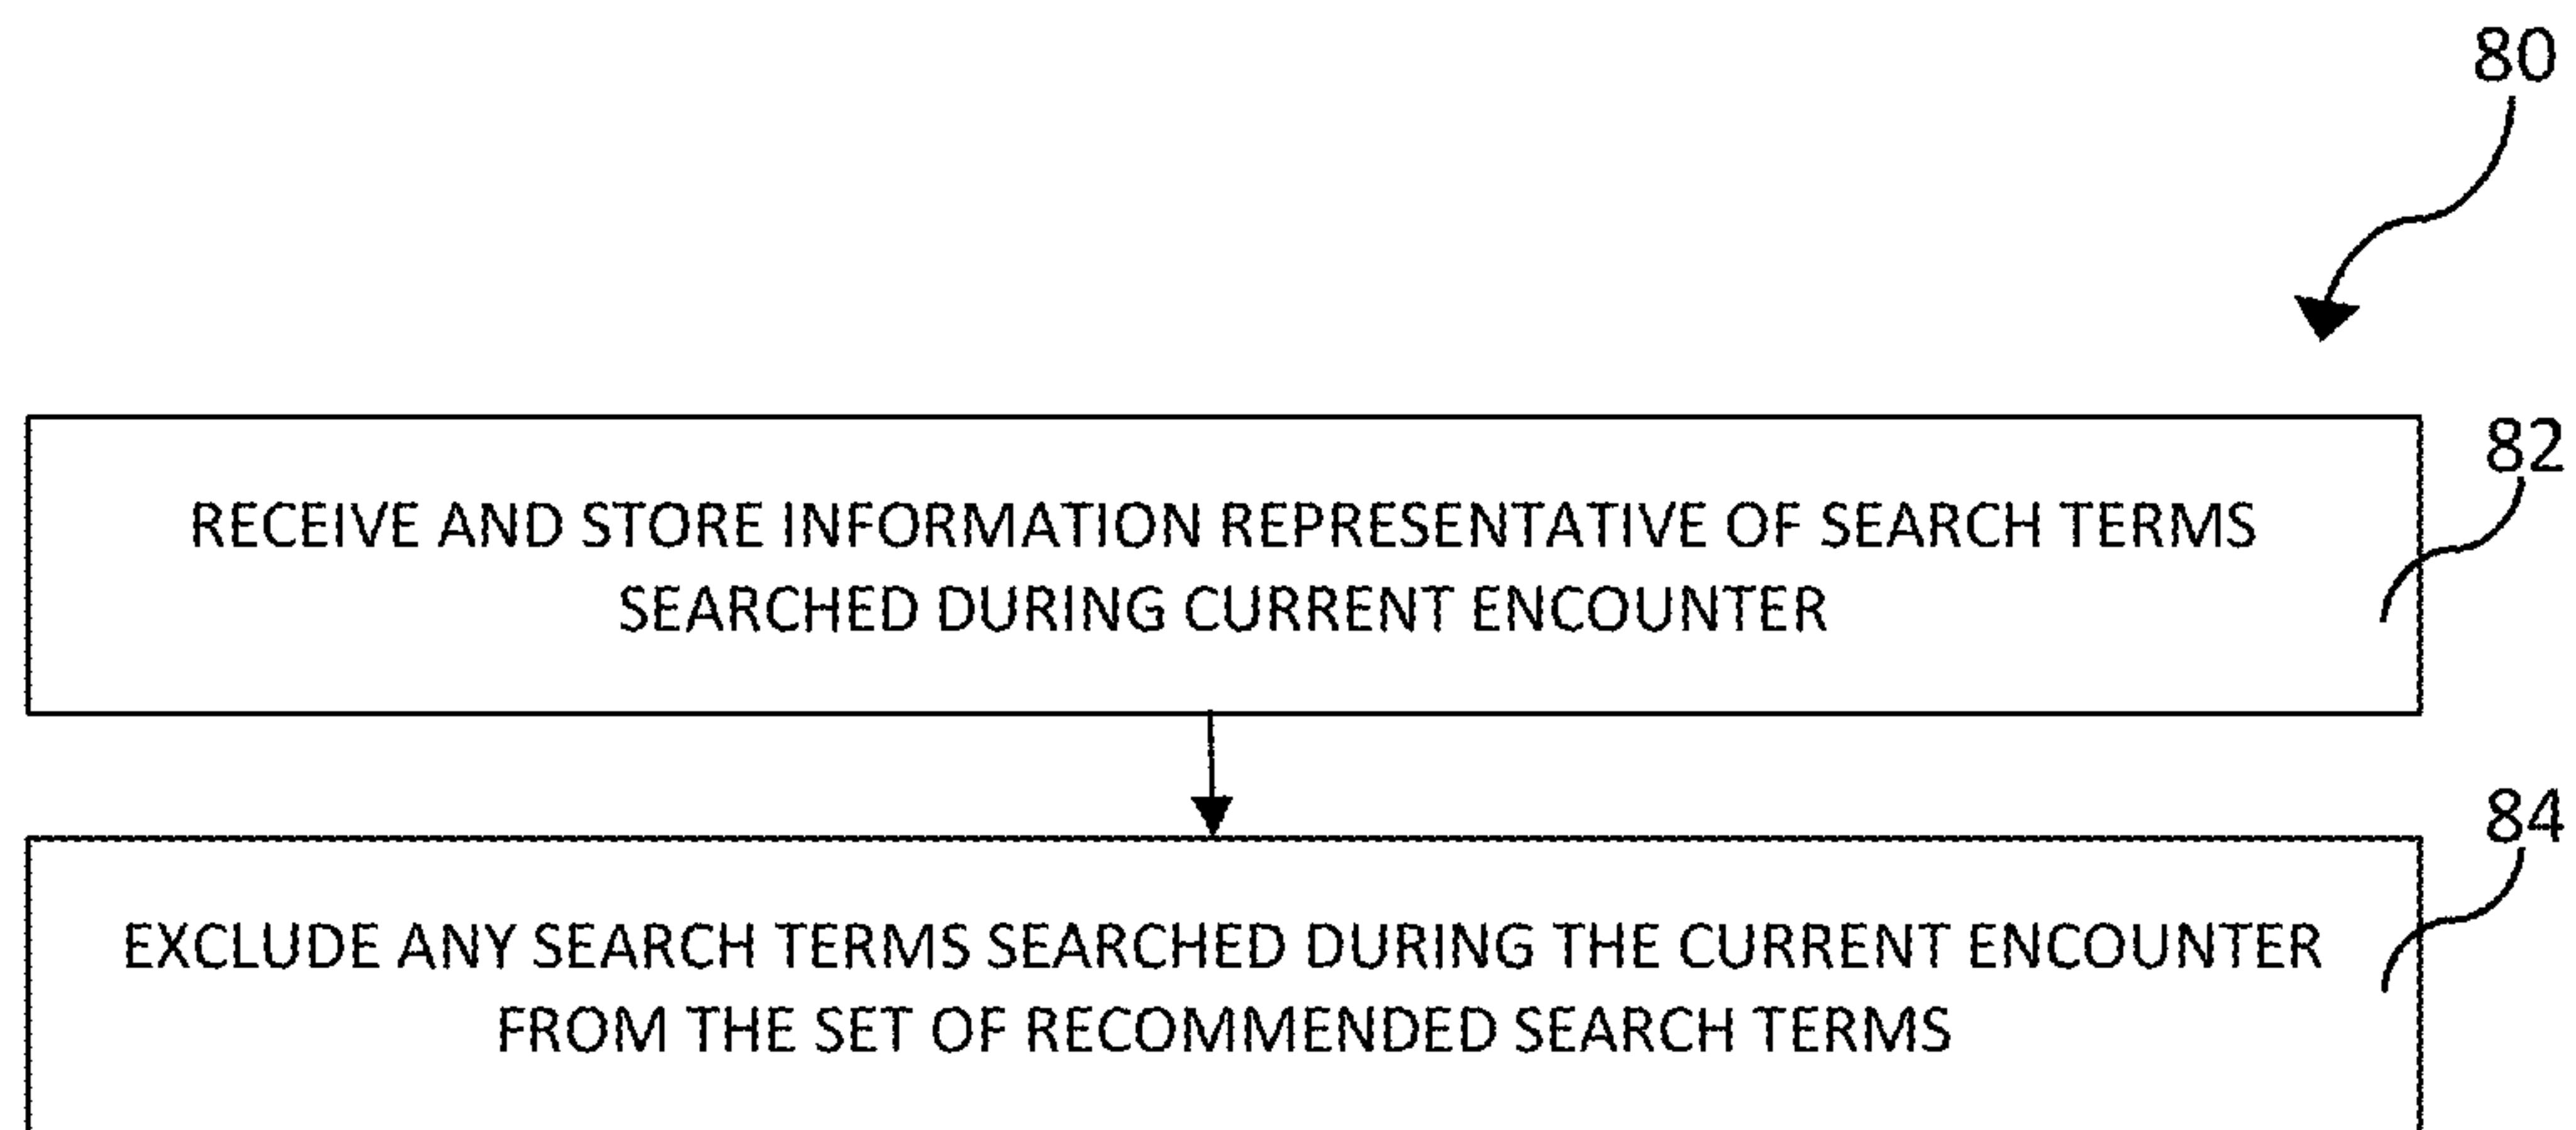 80
82
RECEIVE AND STORE INFORMATION REPRESENTATIVE OF SEARCH TERMS
SEARCHED DURING CURRENT ENCOUNTER
84
EXCLUDE ANY SEARCH TERMS SEARCHED DURING THE CURRENT ENCOUNTER
FROM THE SET OF RECOMMENDED SEARCH TERMS